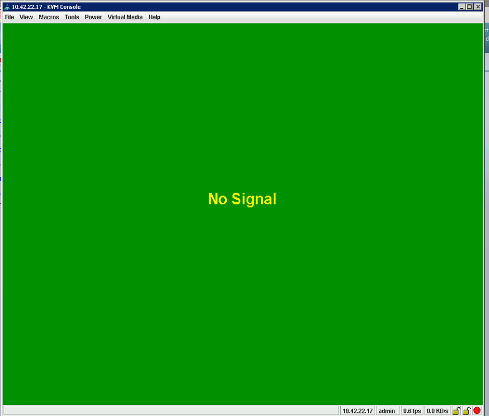 10.42.22.17 - KVM Console
File View Macros Tools Power Virtual Media Help
No Signal
10.42.22.17 admin 0.6 fps 0.0 KB/s